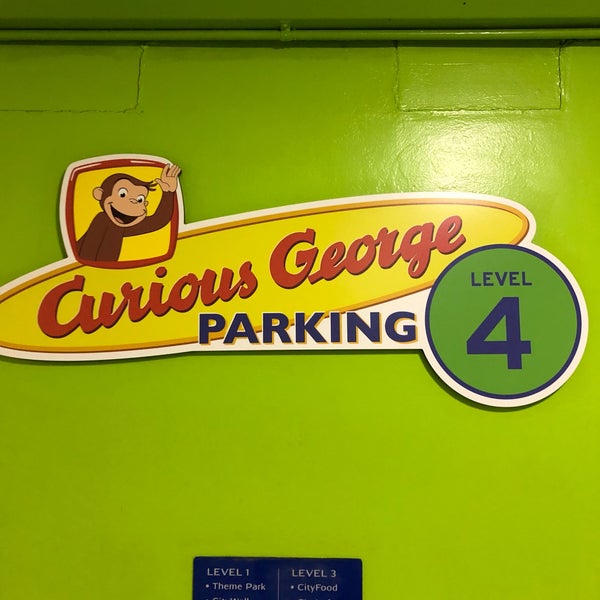 Curious George
PARKING
LEVEL
4
LEVEL 1
• Theme Park
LEVEL 3
• CityFood